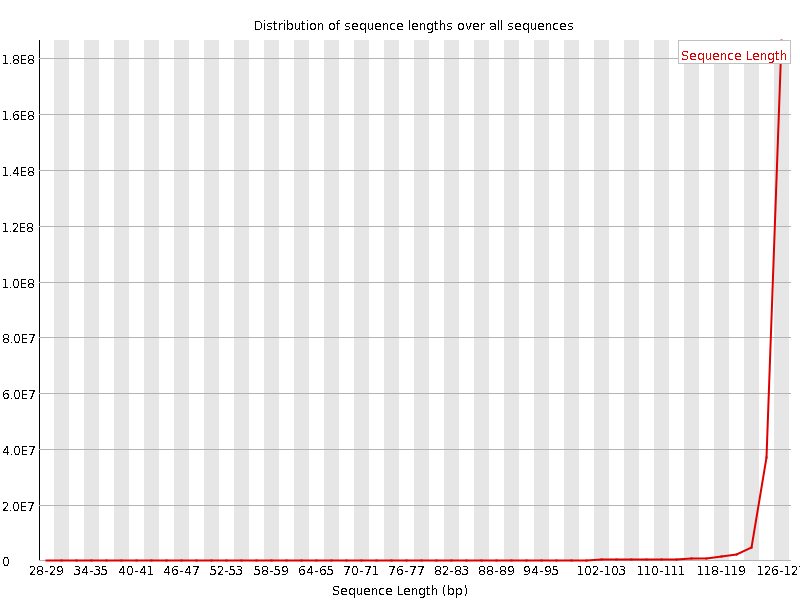 Distribution of sequence lengths over all sequences
Sequence Length
1.8E8
1.6E8
1.4E8
1.2E8
1.0E8
8.0E7
6.0E7
4.0E7
2.0E7
0
28-29 34-35 40-41 46-47 52-53 58-59 64-65 70-71 76-77 82-83 88-89 94-95 102-103 110-111 118-119 126-127
Sequence Length (bp)